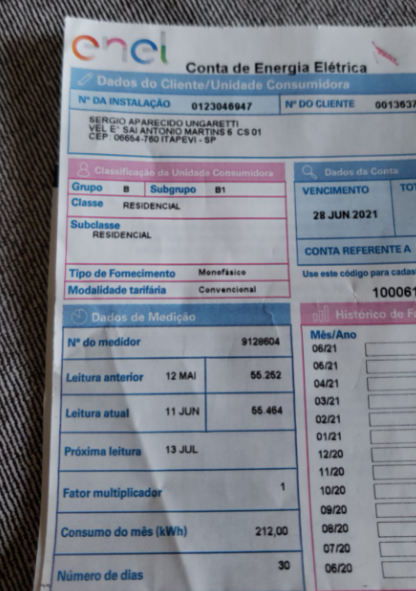 enel
Conta de Energia Elétrica
Dados do Cliente/Unidade Consumidora
Nº DA INSTALAÇÃO 0123046947 Nº DO CLIENTE 001363
SERGIO APARECIDO UNGARETTI
VEL E SAI ANTONIO MARTINS 6 CS 01
CEP: 06654-760 ITAPEVI - SP
Classificação da Unidade Consumidora
Grupo B Subgrupo B1
Classe RESIDENCIAL
Subclasse
RESIDENCIAL
Tipo de Fornecimento Monofásico
Modalidade tarifária Convencional
Dados da Conta
VENCIMENTO TO
28 JUN 2021
CONTA REFERENTE A
Use este código para cadas
100061
Dados de Medição
Nº do medidor 9128604
Leitura anterior 12 MAI 55.252
Leitura atual 11 JUN 55.464
Próxima leitura 13 JUL
Fator multiplicador 1
Consumo do mês (kWh) 212,00
Número de dias 30
Histórico de Fa
Mês/Ano
06/21
05/21
04/21
03/21
02/21
01/21
12/20
11/20
10/20
09/20
08/20
07/20
06/20